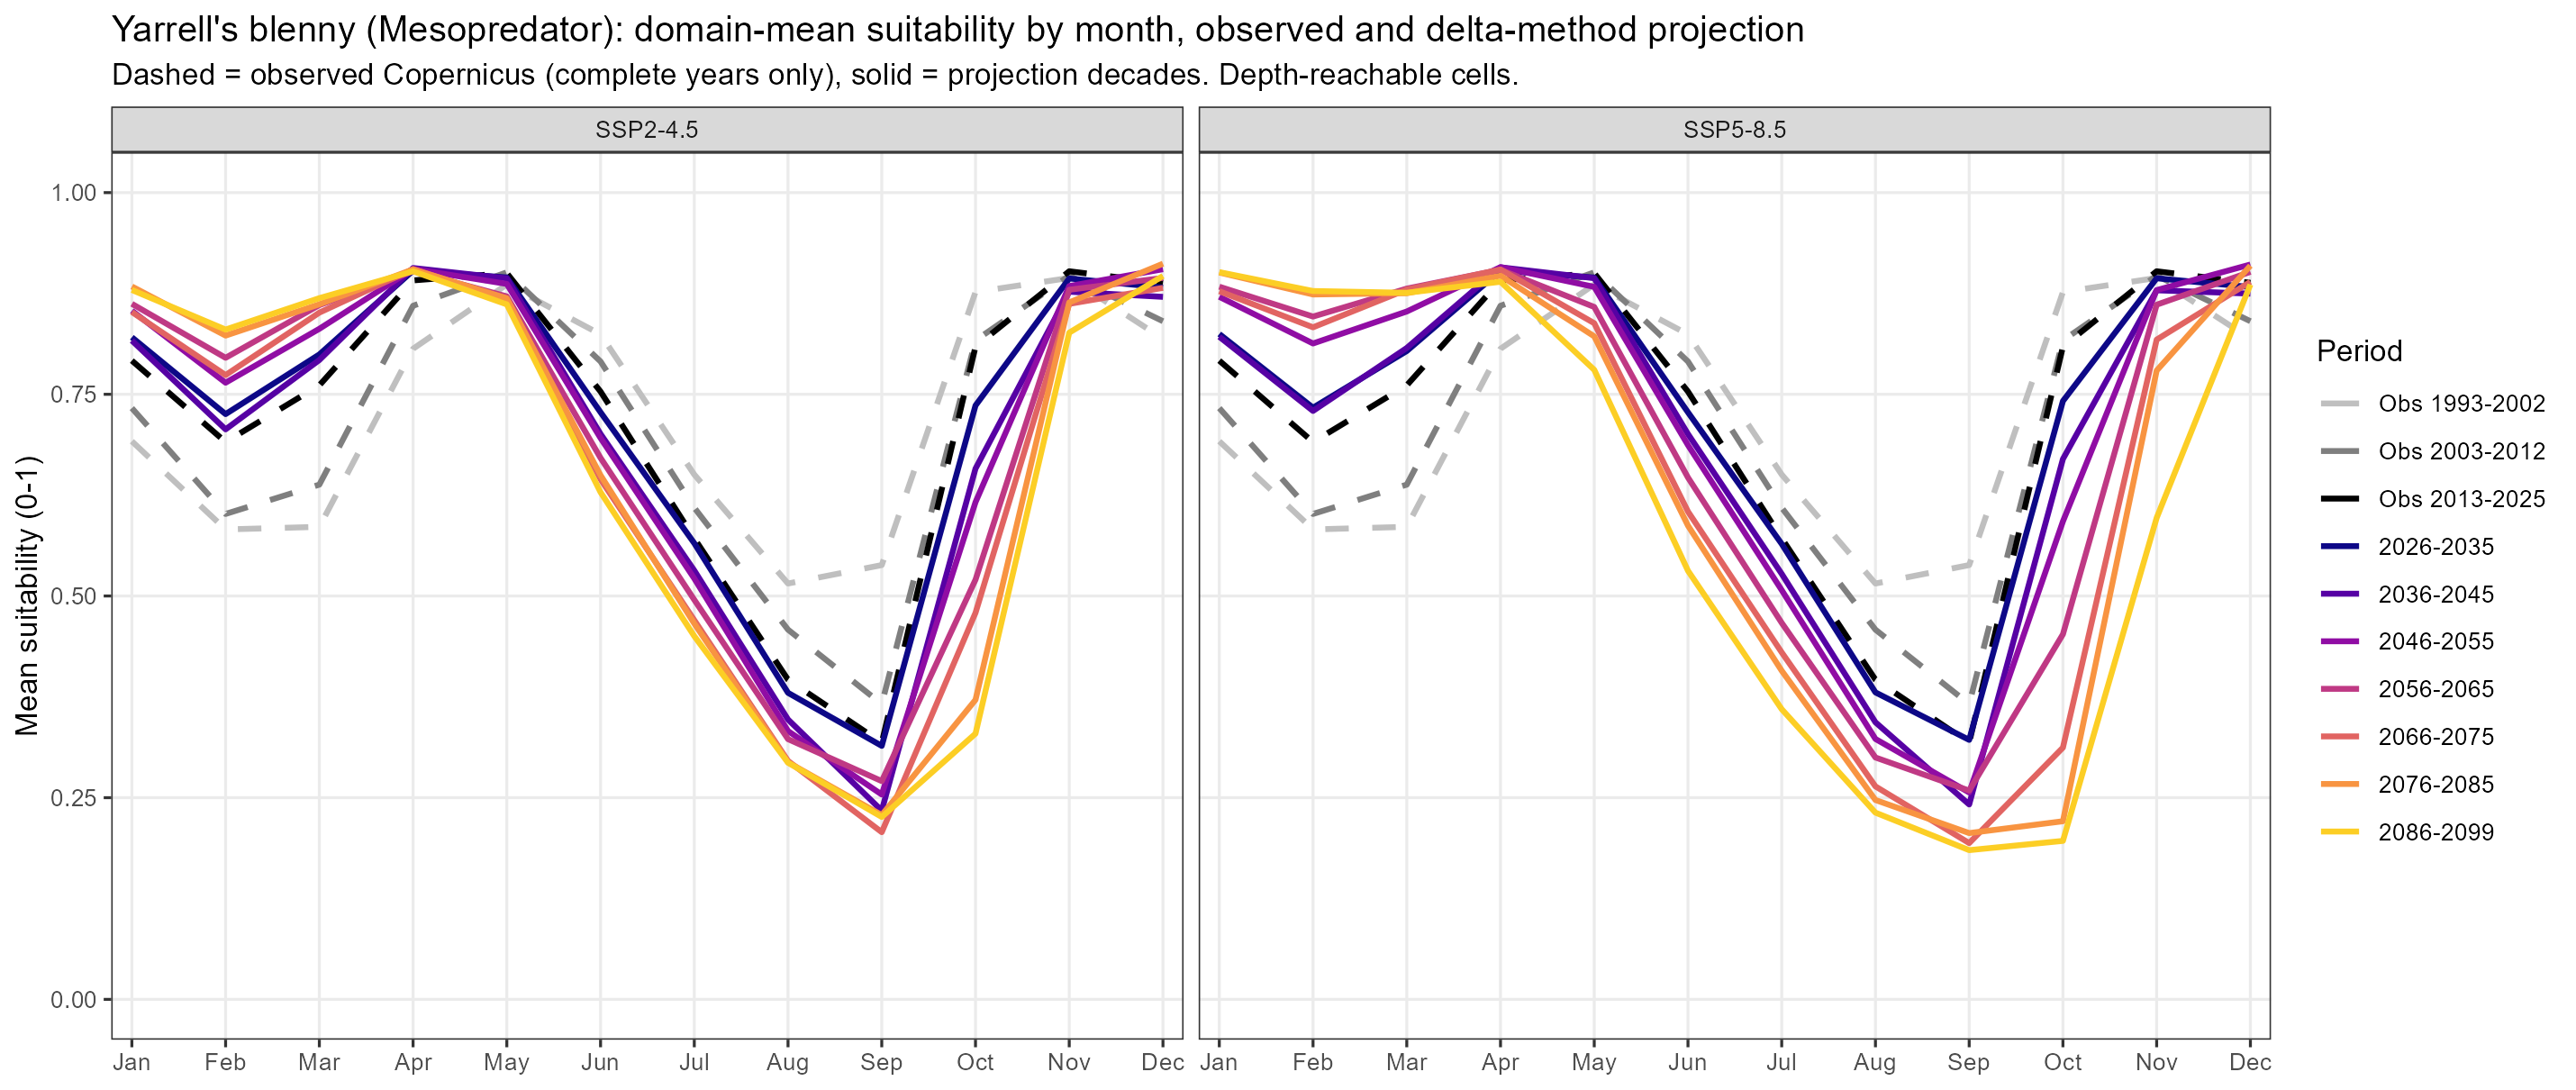 Yarrell's blenny (Mesopredator): domain-mean suitability by month, observed and delta-method projection
Dashed = observed Copernicus (complete years only), solid = projection decades. Depth-reachable cells.
SSP2-4.5
SSP5-8.5
Mean suitability (0-1)
1.00
0.75
0.50
0.25
0.00
Jan Feb Mar Apr May Jun Jul Aug Sep Oct Nov Dec
Jan Feb Mar Apr May Jun Jul Aug Sep Oct Nov Dec
Period
Obs 1993-2002
Obs 2003-2012
Obs 2013-2025
2026-2035
2036-2045
2046-2055
2056-2065
2066-2075
2076-2085
2086-2099